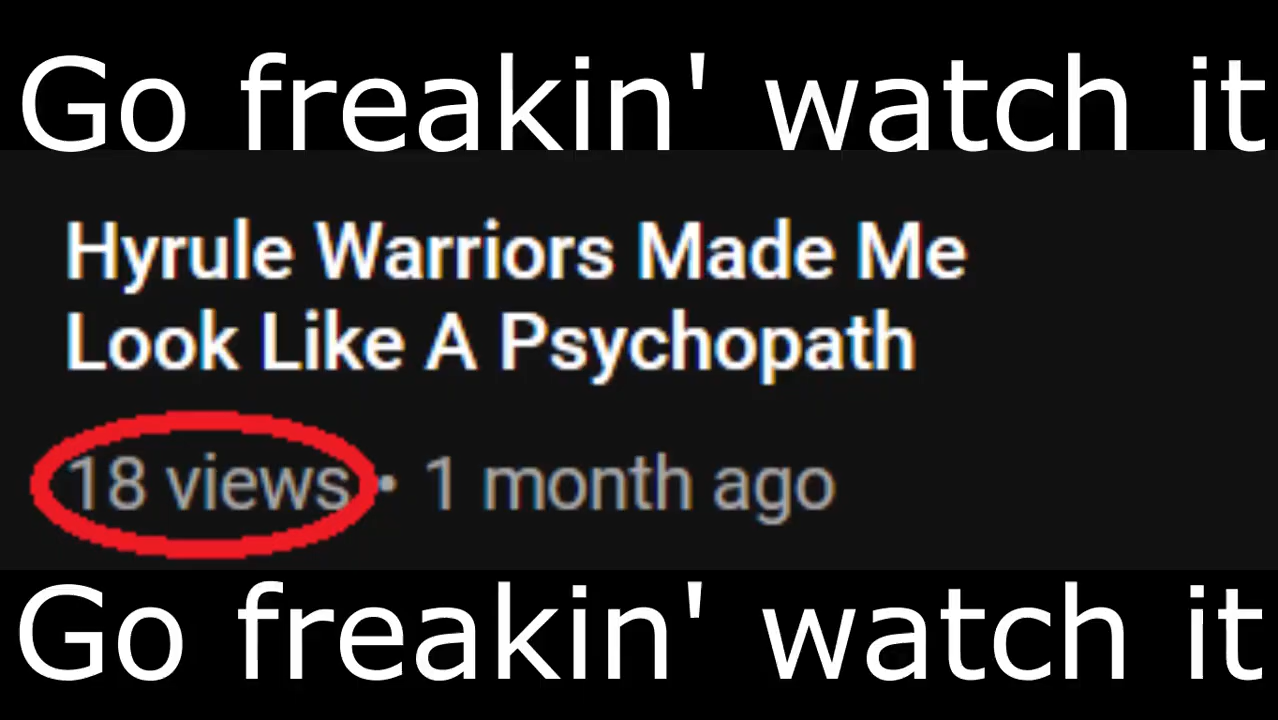 Go freakin' watch it
Hyrule Warriors Made Me
Look Like A Psychopath
18 views • 1 month ago
Go freakin' watch it